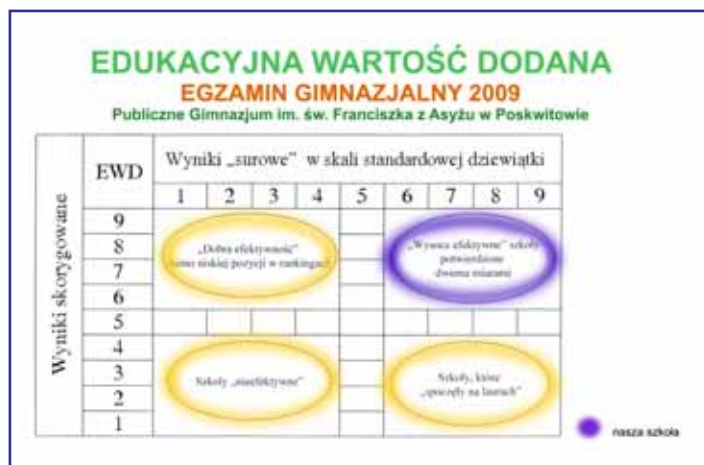 EDUKACYJNA WARTOŚĆ DODANA
EGZAMIN GIMNAZJALNY 2009
Publiczne Gimnazjum im. św. Franciszka z Asyżu w Poskwitowie
Wyniki skorygowane
EWD
Wyniki „surowe” w skali standardowej dziewiątki
1 2 3 4 5 6 7 8 9
9
8
7
6
5
4
3
2
1
„Dobra efektywność”
mimo niskiej pozycji w rankingach
„Wysoce efektywne” szkoły
potwierdzone
dwoma miarami
Szkoły „nieefektywne”
Szkoły, które
„spoczęły na laurach”
nasza szkoła